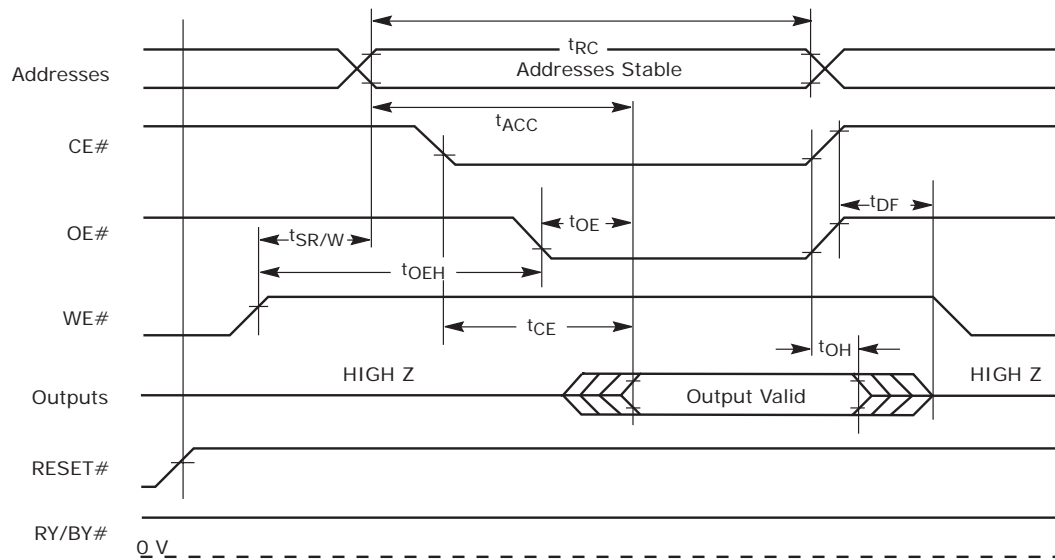 tRC
Addresses
Addresses Stable
tACC
CE#
tDF
OE#
tOE
tSR/W
tOEH
WE#
tCE
tOH
HIGH Z
HIGH Z
Outputs
Output Valid
RESET#
RY/BY#
0 V